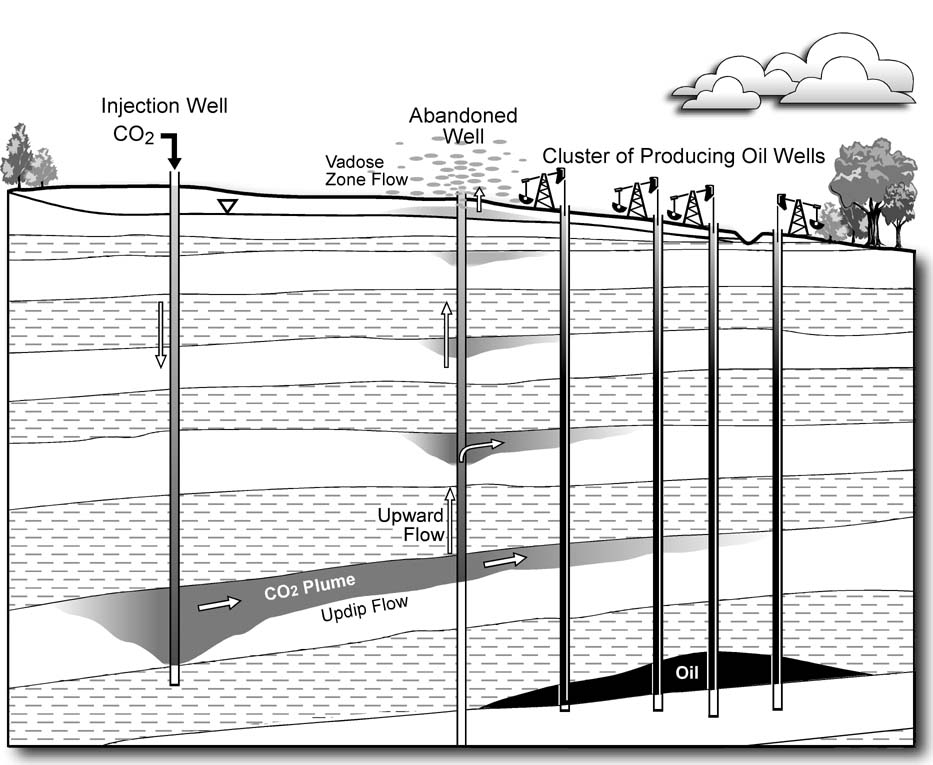 Injection Well
CO2
Abandoned
Well
Vadose
Zone Flow
Cluster of Producing Oil Wells
Upward
Flow
CO2 Plume
Updip Flow
Oil